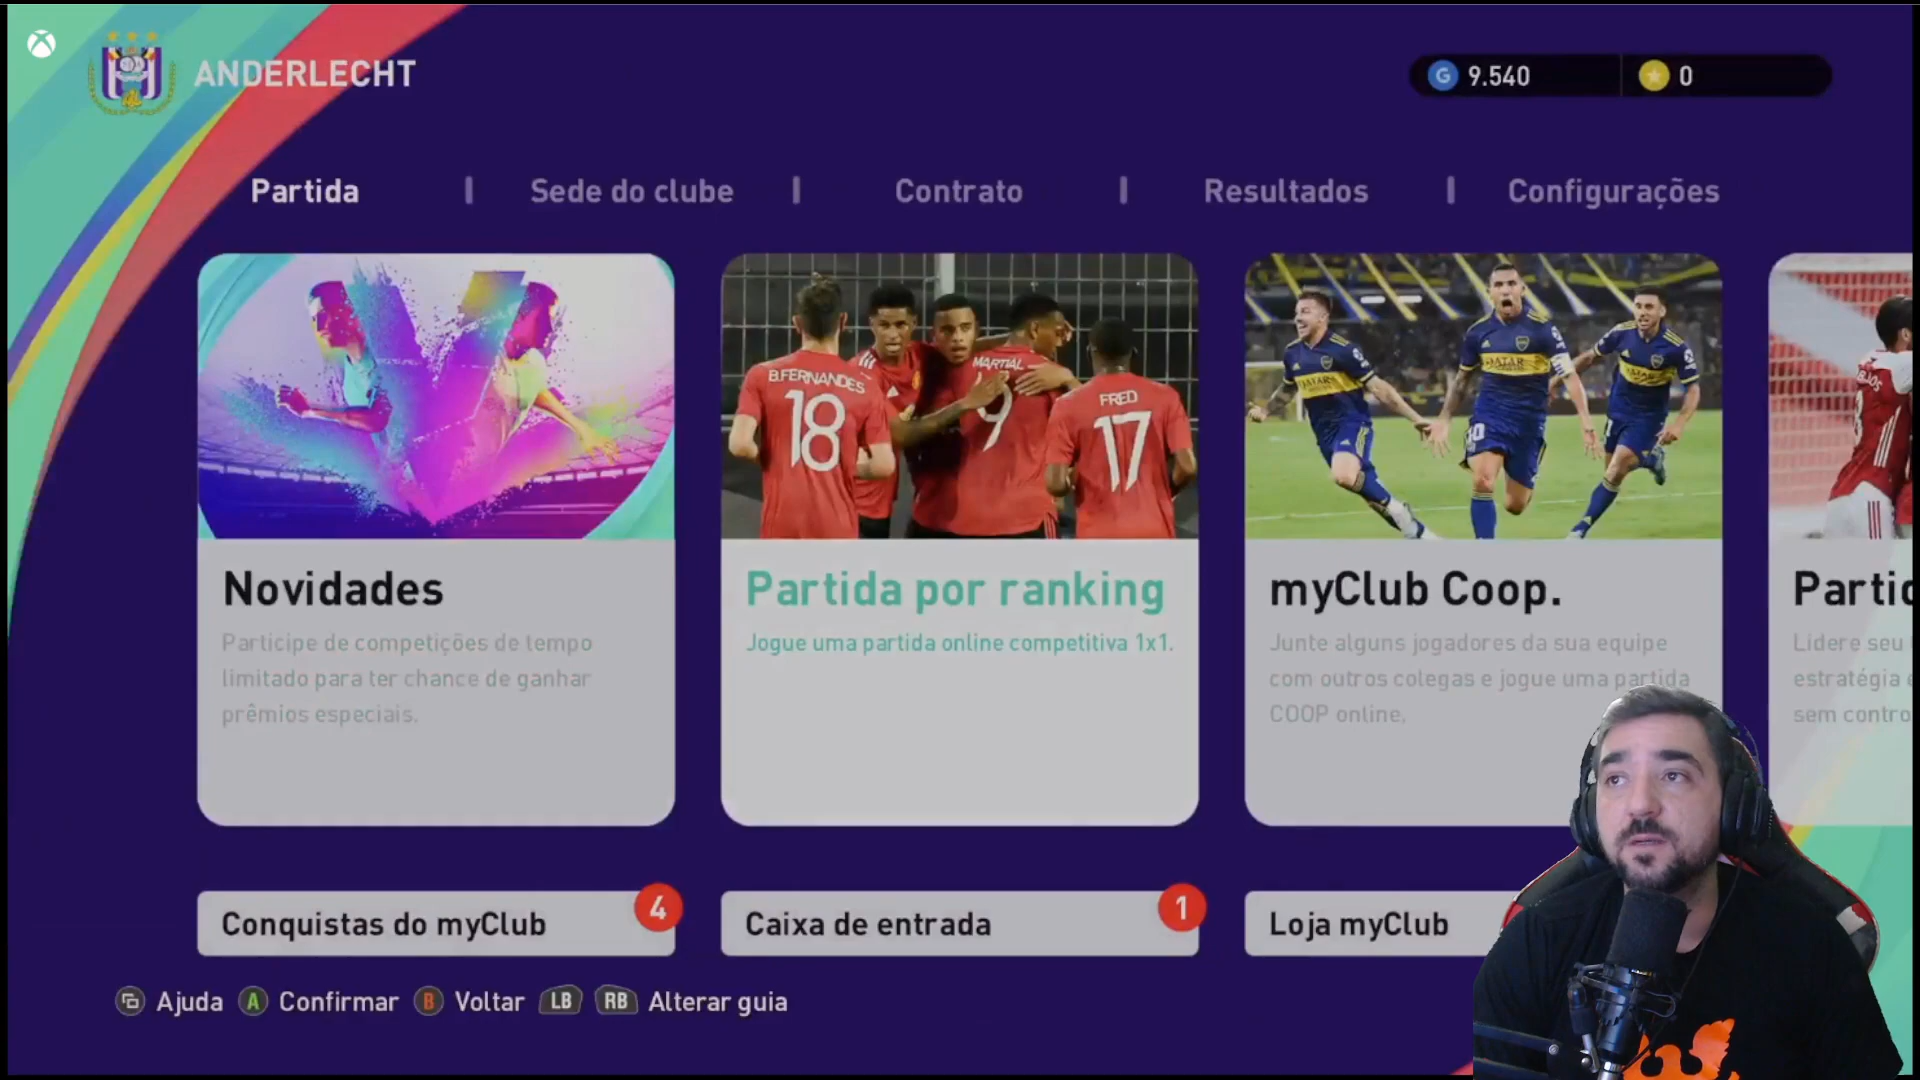 ANDERLECHT
G 9.540
0
Partida | Sede do clube | Contrato | Resultados | Configurações
B.FERNANDES
18
MARTIAL
9
FRED
17
QATAR
QATAR
10
Novidades
Participe de competições de tempo
limitado para ter chance de ganhar
prêmios especiais.
Partida por ranking
Jogue uma partida online competitiva 1x1.
myClub Coop.
Junte alguns jogadores da sua equipe
com outros colegas e jogue uma partida
COOP online.
Partid
Lidere seu
estratégia e
sem contro
Conquistas do myClub 4
Caixa de entrada 1
Loja myClub
Ajuda A Confirmar B Voltar LB RB Alterar guia